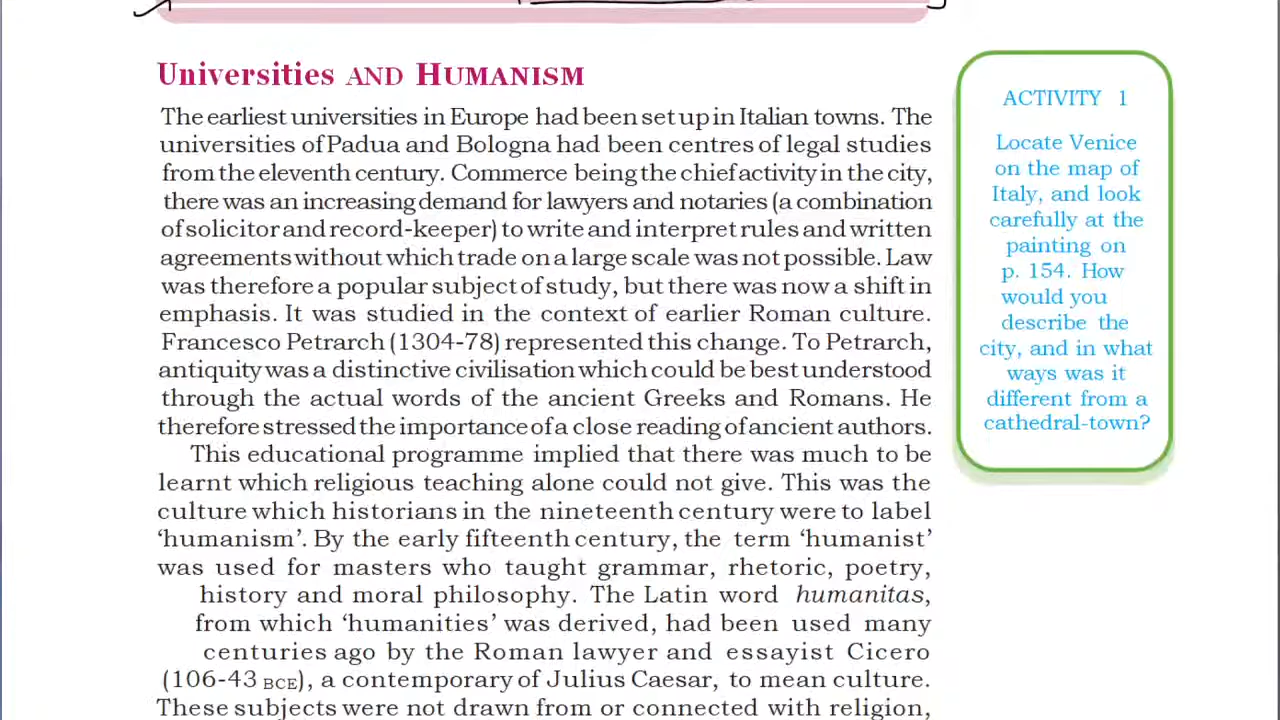 Universities AND HUMANISM
The earliest universities in Europe had been set up in Italian towns. The
universities of Padua and Bologna had been centres of legal studies
from the eleventh century. Commerce being the chief activity in the city,
there was an increasing demand for lawyers and notaries (a combination
of solicitor and record-keeper) to write and interpret rules and written
agreements without which trade on a large scale was not possible. Law
was therefore a popular subject of study, but there was now a shift in
emphasis. It was studied in the context of earlier Roman culture.
Francesco Petrarch (1304-78) represented this change. To Petrarch,
antiquity was a distinctive civilisation which could be best understood
through the actual words of the ancient Greeks and Romans. He
therefore stressed the importance of a close reading of ancient authors.
This educational programme implied that there was much to be
learnt which religious teaching alone could not give. This was the
culture which historians in the nineteenth century were to label
‘humanism’. By the early fifteenth century, the term ‘humanist’
was used for masters who taught grammar, rhetoric, poetry,
history and moral philosophy. The Latin word humanitas,
from which ‘humanities’ was derived, had been used many
centuries ago by the Roman lawyer and essayist Cicero
(106-43 BCE), a contemporary of Julius Caesar, to mean culture.
These subjects were not drawn from or connected with religion,
ACTIVITY 1
Locate Venice
on the map of
Italy, and look
carefully at the
painting on
p. 154. How
would you
describe the
city, and in what
ways was it
different from a
cathedral-town?